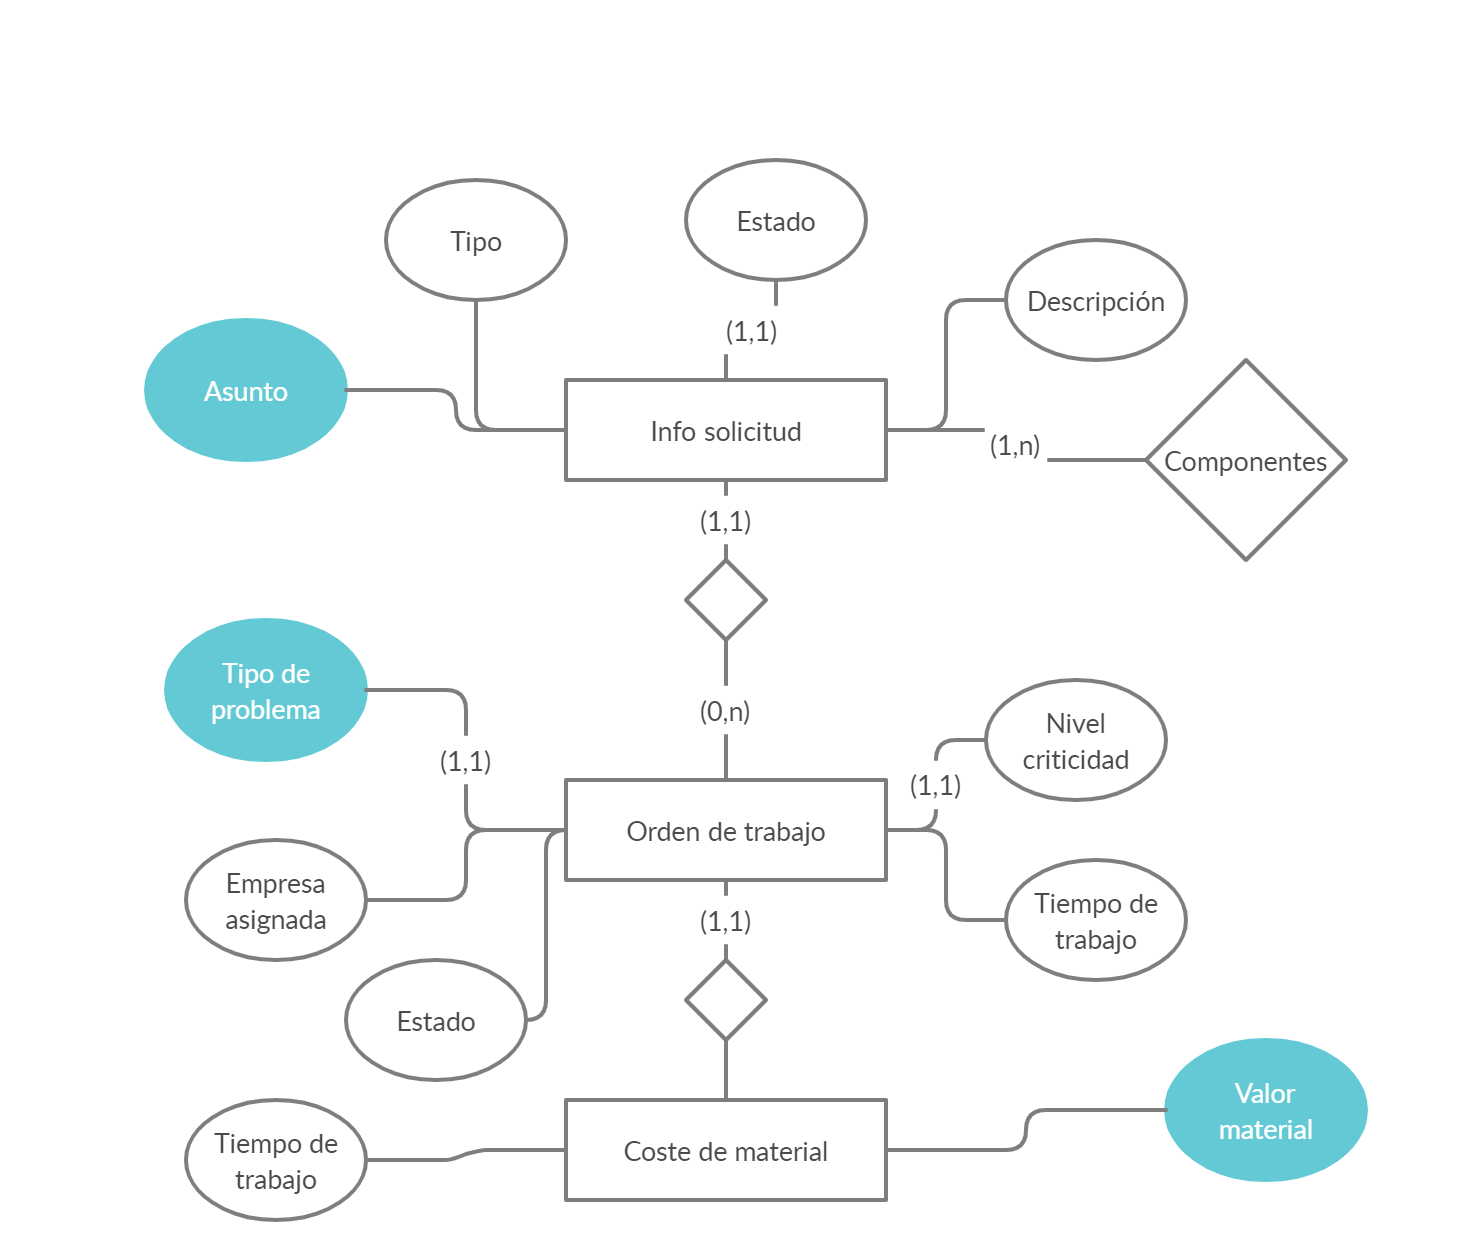 Estado
Tipo
Descripción
(1,1)
Asunto
Info solicitud
(1,n)
Componentes
(1,1)
Tipo de
problema
(0,n)
Nivel
criticidad
(1,1)
(1,1)
Orden de trabajo
Empresa
asignada
Tiempo de
trabajo
(1,1)
Estado
Valor
material
Tiempo de
trabajo
Coste de material